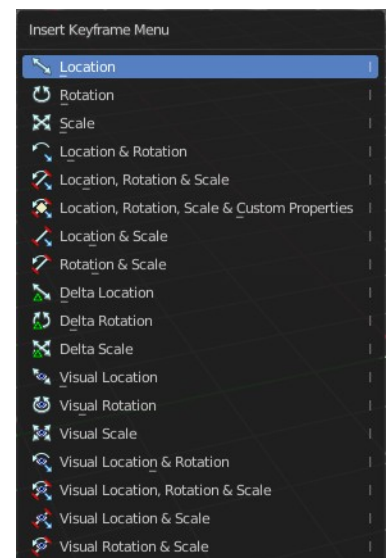 Insert Keyframe Menu
Location
Rotation
Scale
Location & Rotation
Location, Rotation & Scale
Location, Rotation, Scale & Custom Properties
Location & Scale
Rotation & Scale
Delta Location
Delta Rotation
Delta Scale
Visual Location
Visual Rotation
Visual Scale
Visual Location & Rotation
Visual Location, Rotation & Scale
Visual Location & Scale
Visual Rotation & Scale